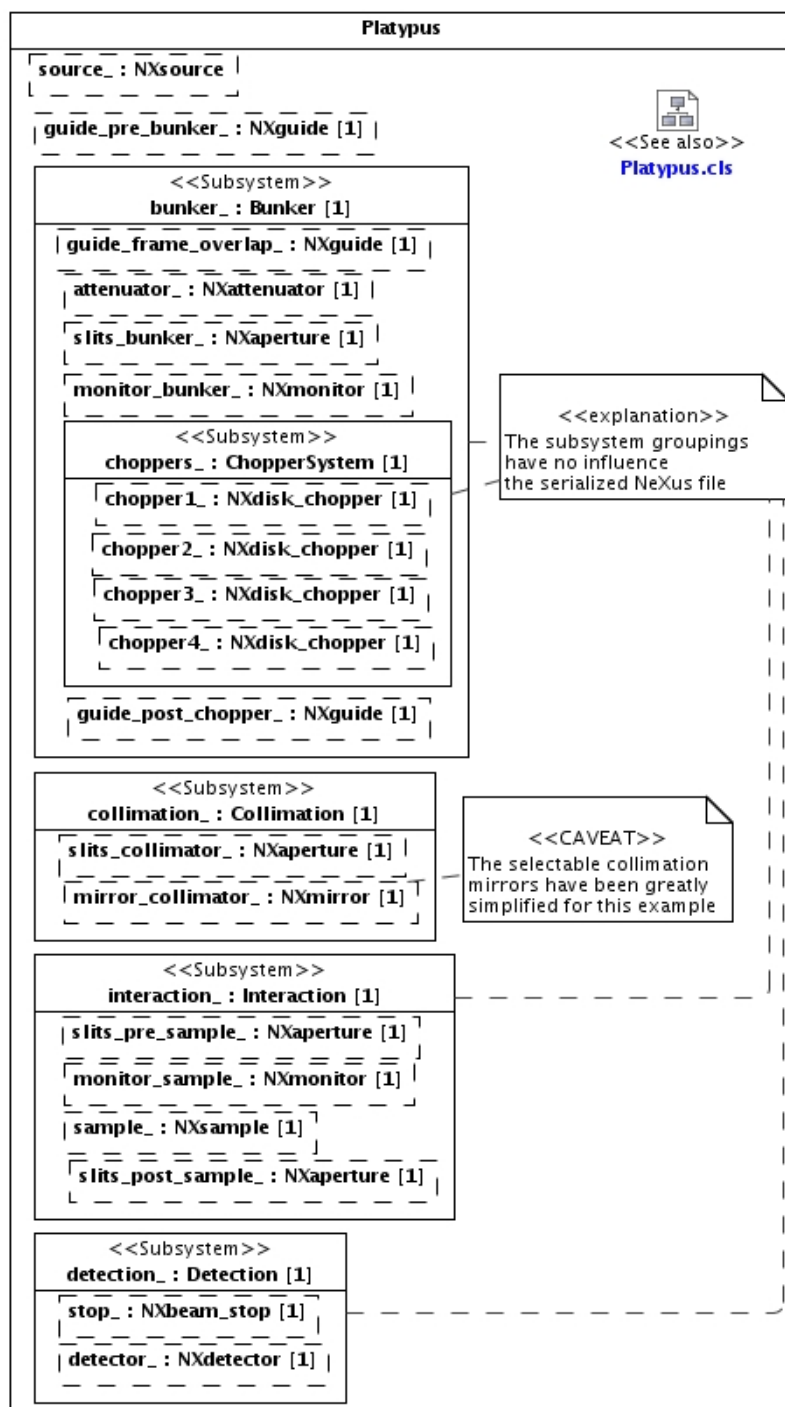 Platypus
source_ : NXsource
guide_pre_bunker_ : NXguide [1]
<<See also>>
Platypus.cls
<<Subsystem>>
bunker_ : Bunker [1]
guide_frame_overlap_ : NXguide [1]
attenuator_ : NXattenuator [1]
slits_bunker_ : NXaperture [1]
monitor_bunker_ : NXmonitor [1]
<<Subsystem>>
choppers_ : ChopperSystem [1]
chopper1_ : NXdisk_chopper [1]
chopper2_ : NXdisk_chopper [1]
chopper3_ : NXdisk_chopper [1]
chopper4_ : NXdisk_chopper [1]
guide_post_chopper_ : NXguide [1]
<<explanation>>
The subsystem groupings
have no influence
the serialized NeXus file
<<Subsystem>>
collimation_ : Collimation [1]
slits_collimator_ : NXaperture [1]
mirror_collimator_ : NXmirror [1]
<<CAVEAT>>
The selectable collimation
mirrors have been greatly
simplified for this example
<<Subsystem>>
interaction_ : Interaction [1]
slits_pre_sample_ : NXaperture [1]
monitor_sample_ : NXmonitor [1]
sample_ : NXsample [1]
slits_post_sample_ : NXaperture [1]
<<Subsystem>>
detection_ : Detection [1]
stop_ : NXbeam_stop [1]
detector_ : NXdetector [1]